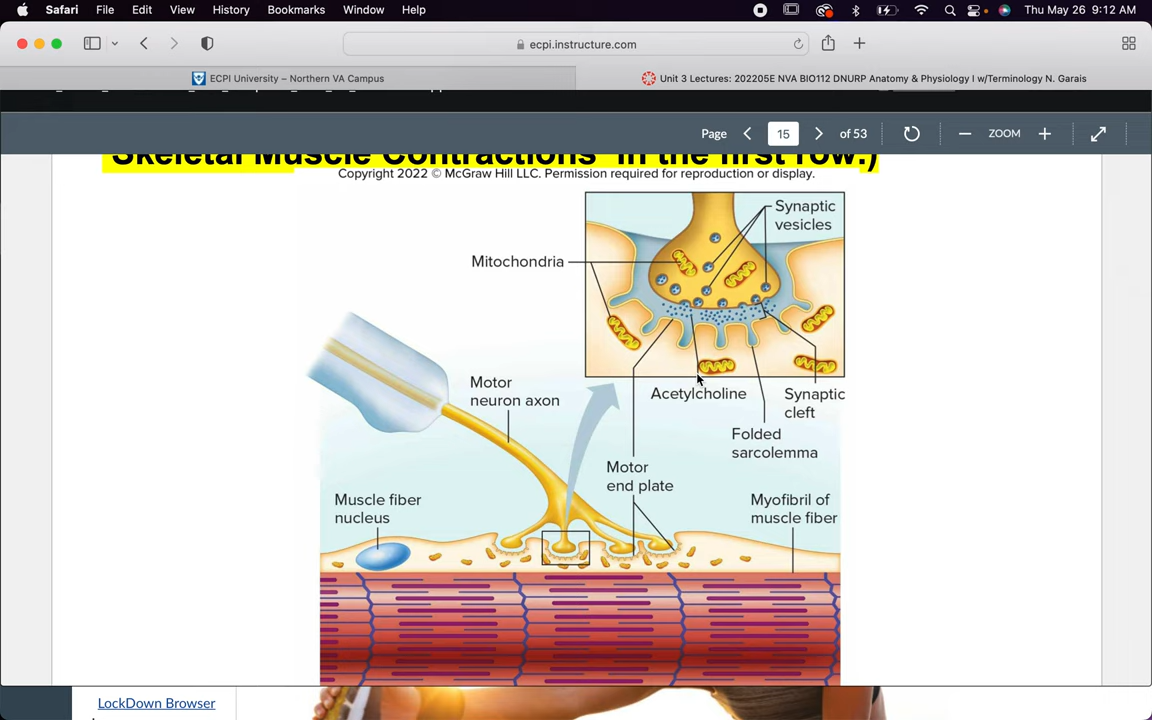 Safari File Edit View History Bookmarks Window Help Thu May 26 9:12 AM
ecpi.instructure.com
ECPI University – Northern VA Campus
Unit 3 Lectures: 202205E NVA BIO112 DNURP Anatomy & Physiology I w/Terminology N. Garais
Page 15 of 53 ZOOM
"Skeletal Muscle Contractions" in the first row.)
Copyright 2022 © McGraw Hill LLC. Permission required for reproduction or display.
Synaptic
vesicles
Mitochondria
Motor
neuron axon
Acetylcholine
Synaptic
cleft
Folded
sarcolemma
Motor
end plate
Muscle fiber
nucleus
Myofibril of
muscle fiber
LockDown Browser